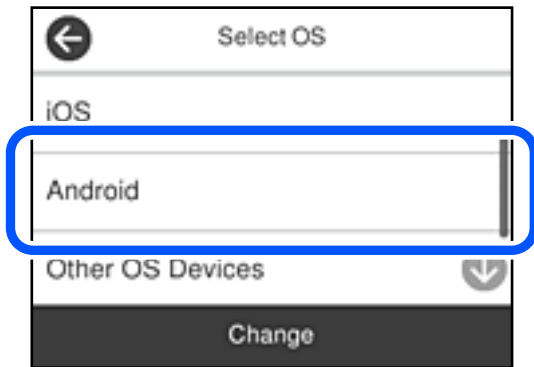 Select OS
iOS
Android
Other OS Devices
Change